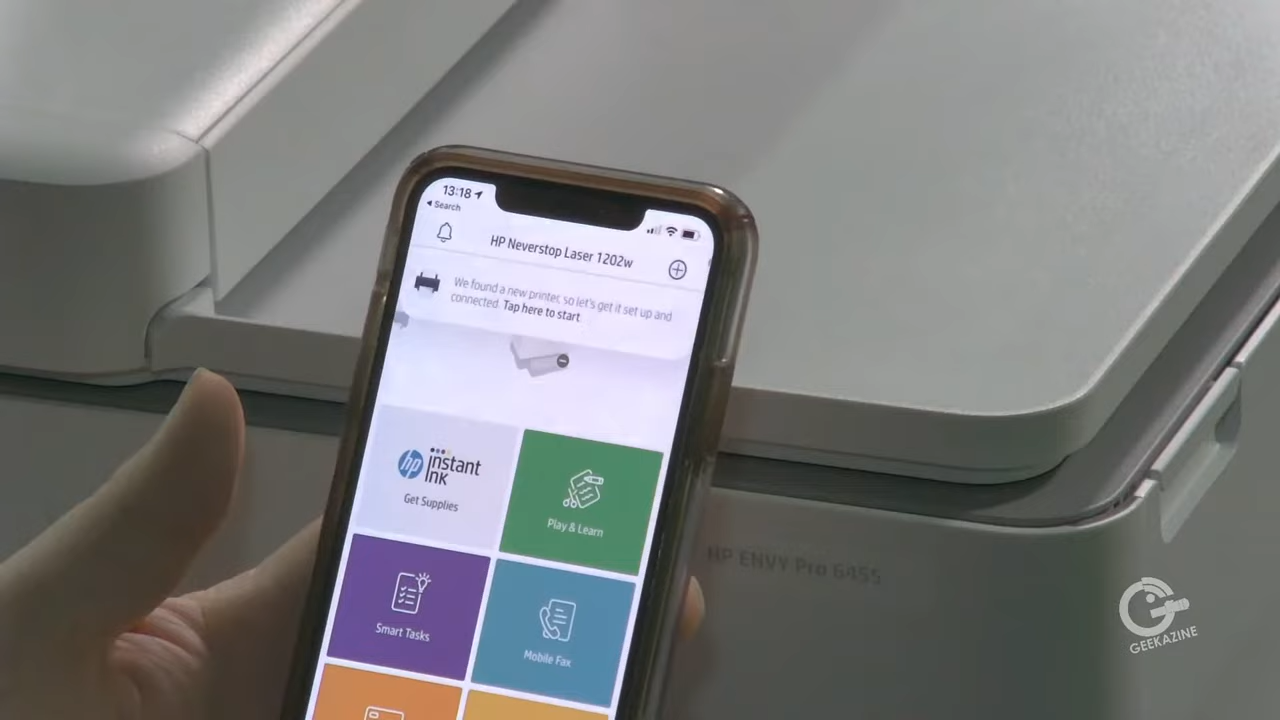 13:18
Search
HP Neverstop Laser 1202w
We found a new printer, so let's get it set up and
connected. Tap here to start.
hp instant
ink
Get Supplies
Play & Learn
Smart Tasks
Mobile Fax
HP ENVY Pro 6455
GEEKAZINE